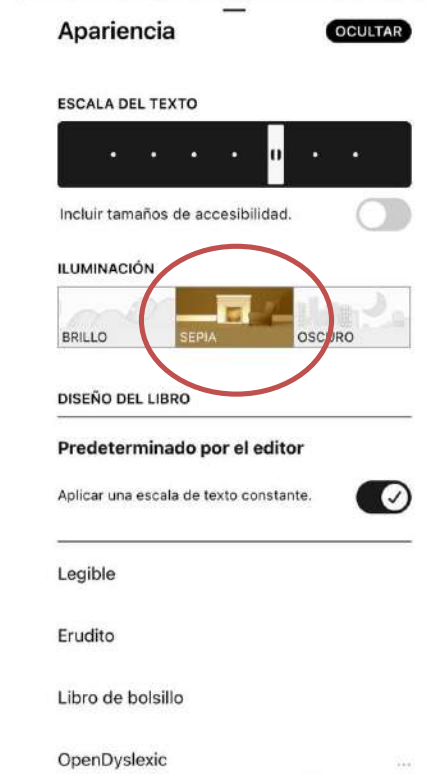 Apariencia
OCULTAR
ESCALA DEL TEXTO
Incluir tamaños de accesibilidad.
ILUMINACIÓN
BRILLO
SEPIA
OSCURO
DISEÑO DEL LIBRO
Predeterminado por el editor
Aplicar una escala de texto constante.
Legible
Erudito
Libro de bolsillo
OpenDyslexic
...